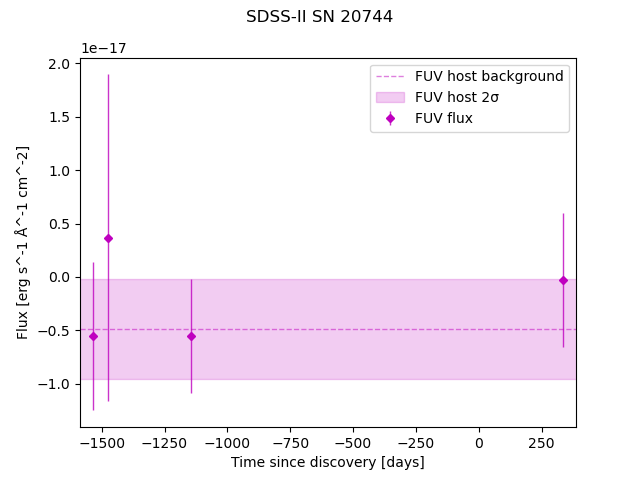 SDSS-II SN 20744
1e−17
2.0
1.5
1.0
0.5
0.0
−0.5
−1.0
Flux [erg s^-1 Å^-1 cm^-2]
FUV host background
FUV host 2σ
FUV flux
−1500 −1250 −1000 −750 −500 −250 0 250
Time since discovery [days]